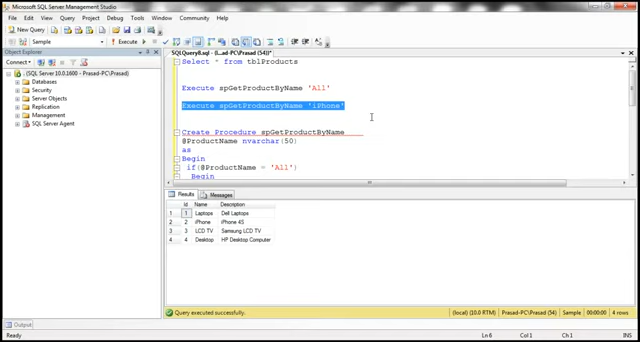 Microsoft SQL Server Management Studio
File Edit View Query Project Debug Tools Window Community Help
New Query
Sample Execute
Object Explorer
SQLQuery8.sql - (l...ad-PC\Prasad (54))*
Connect
(SQL Server 10.0.1600 - Prasad-PC\Prasad)
Databases
Security
Server Objects
Replication
Management
SQL Server Agent
Select * from tblProducts
Execute spGetProductByName 'All'
Execute spGetProductByName 'iPhone'
Create Procedure spGetProductByName
@ProductName nvarchar(50)
as
Begin
if(@ProductName = 'All')
Begin
Results Messages
id Name Description
1 1 Laptops Dell Laptops
2 2 iPhone iPhone 4S
3 3 LCD TV Samsung LCD TV
4 4 Desktop HP Desktop Computer
Query executed successfully.
(local) (10.0 RTM) Prasad-PC\Prasad (54) Sample 00:00:00 4 rows
Output
Ready Ln 6 Col 1 Ch 1